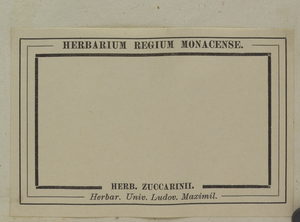 HERBARIUM REGIUM MONACENSE.
HERB. ZUCCARINII.
Herbar. Univ. Ludov. Maximil.